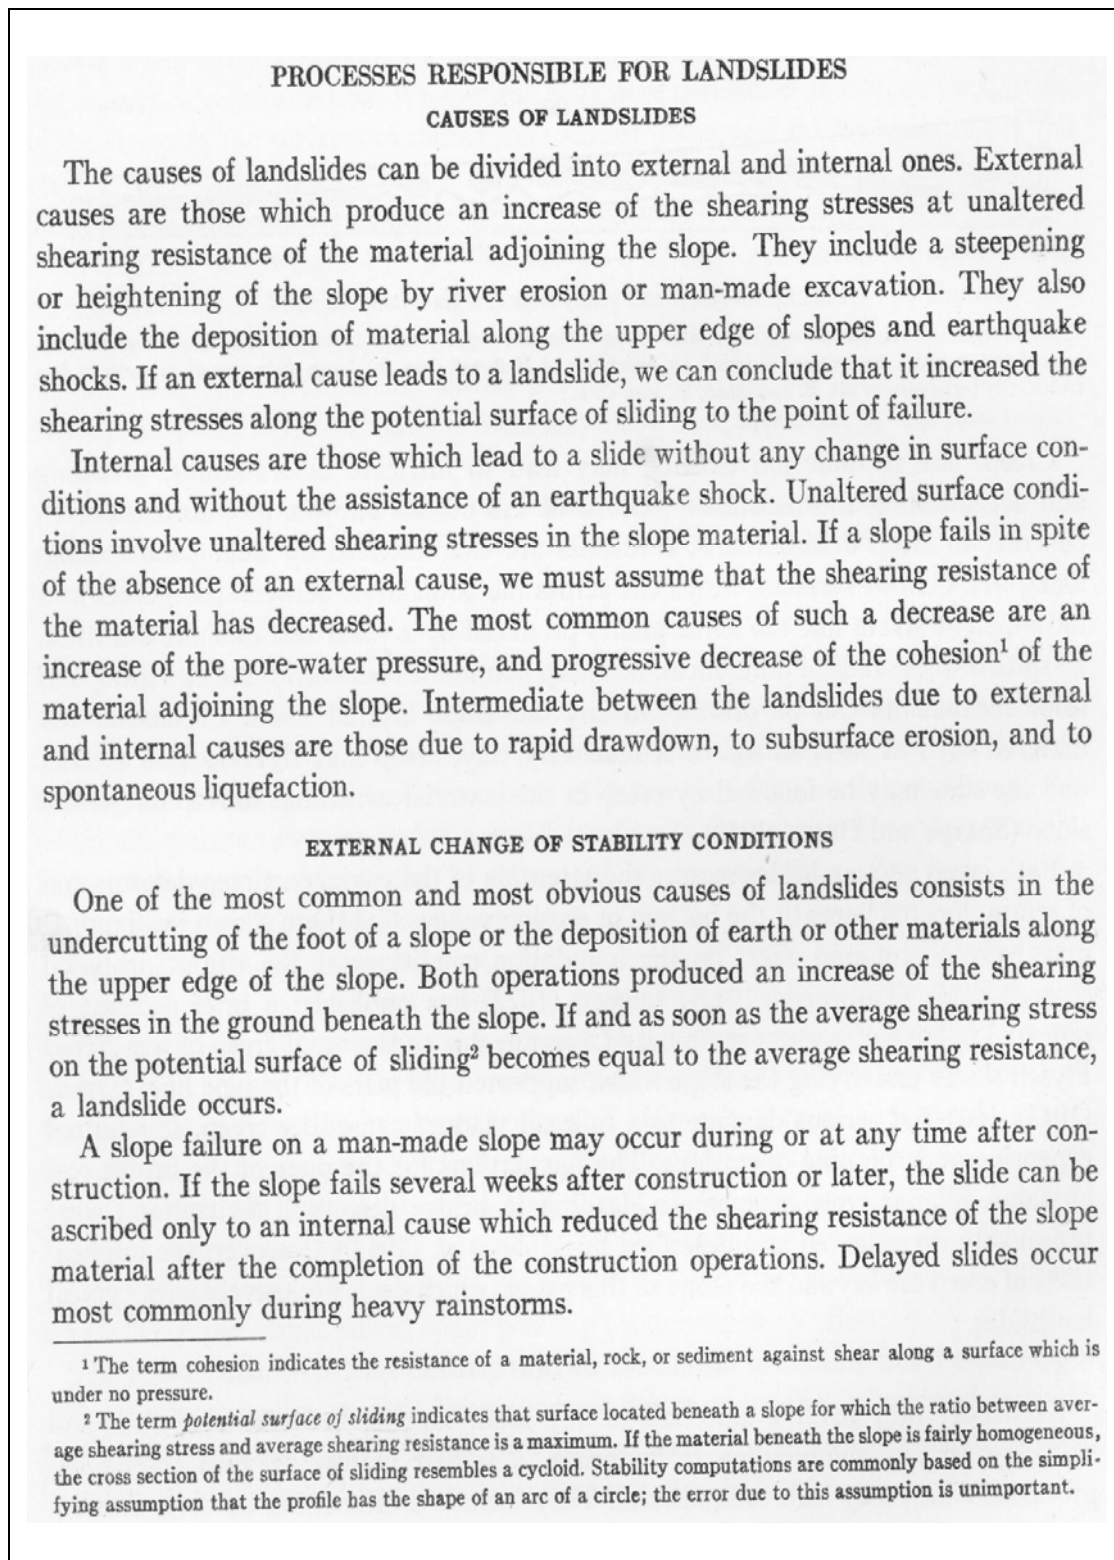 PROCESSES RESPONSIBLE FOR LANDSLIDES
CAUSES OF LANDSLIDES
The causes of landslides can be divided into external and internal ones. External
causes are those which produce an increase of the shearing stresses at unaltered
shearing resistance of the material adjoining the slope. They include a steepening
or heightening of the slope by river erosion or man-made excavation. They also
include the deposition of material along the upper edge of slopes and earthquake
shocks. If an external cause leads to a landslide, we can conclude that it increased the
shearing stresses along the potential surface of sliding to the point of failure.
Internal causes are those which lead to a slide without any change in surface con-
ditions and without the assistance of an earthquake shock. Unaltered surface condi-
tions involve unaltered shearing stresses in the slope material. If a slope fails in spite
of the absence of an external cause, we must assume that the shearing resistance of
the material has decreased. The most common causes of such a decrease are an
increase of the pore-water pressure, and progressive decrease of the cohesion¹ of the
material adjoining the slope. Intermediate between the landslides due to external
and internal causes are those due to rapid drawdown, to subsurface erosion, and to
spontaneous liquefaction.
EXTERNAL CHANGE OF STABILITY CONDITIONS
One of the most common and most obvious causes of landslides consists in the
undercutting of the foot of a slope or the deposition of earth or other materials along
the upper edge of the slope. Both operations produced an increase of the shearing
stresses in the ground beneath the slope. If and as soon as the average shearing stress
on the potential surface of sliding² becomes equal to the average shearing resistance,
a landslide occurs.
A slope failure on a man-made slope may occur during or at any time after con-
struction. If the slope fails several weeks after construction or later, the slide can be
ascribed only to an internal cause which reduced the shearing resistance of the slope
material after the completion of the construction operations. Delayed slides occur
most commonly during heavy rainstorms.
¹ The term cohesion indicates the resistance of a material, rock, or sediment against shear along a surface which is
under no pressure.
² The term potential surface of sliding indicates that surface located beneath a slope for which the ratio between aver-
age shearing stress and average shearing resistance is a maximum. If the material beneath the slope is fairly homogeneous,
the cross section of the surface of sliding resembles a cycloid. Stability computations are commonly based on the simpli-
fying assumption that the profile has the shape of an arc of a circle; the error due to this assumption is unimportant.